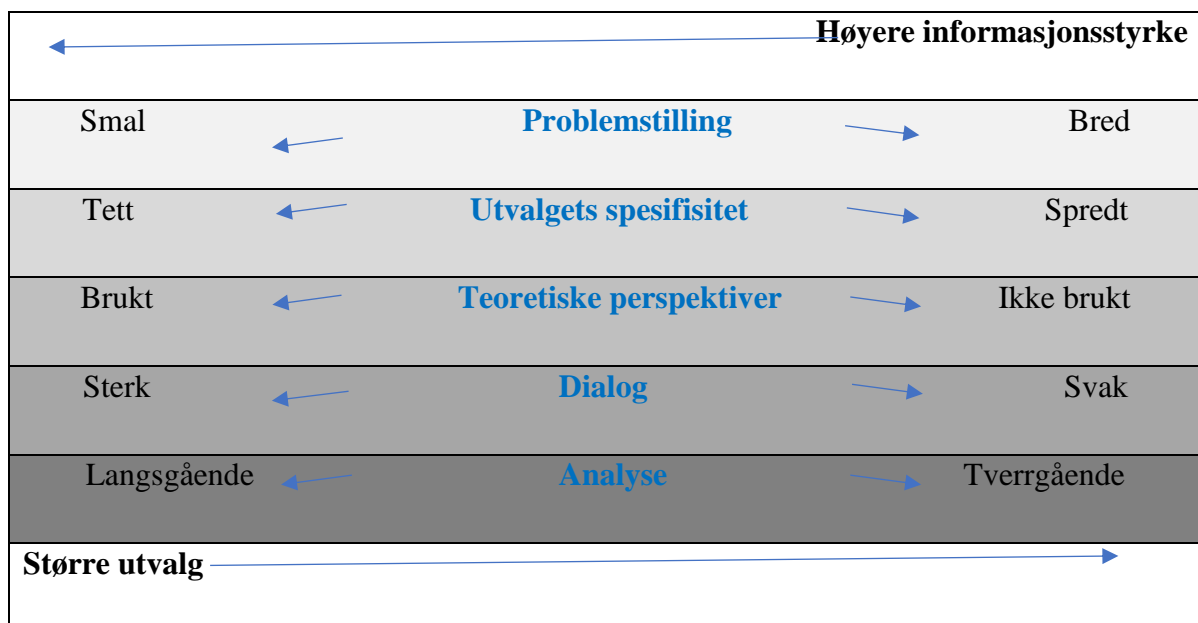 Høyere informasjonsstyrke
Smal Problemstilling Bred
Tett Utvalgets spesifisitet Spredt
Brukt Teoretiske perspektiver Ikke brukt
Sterk Dialog Svak
Langsgående Analyse Tverrgående
Større utvalg